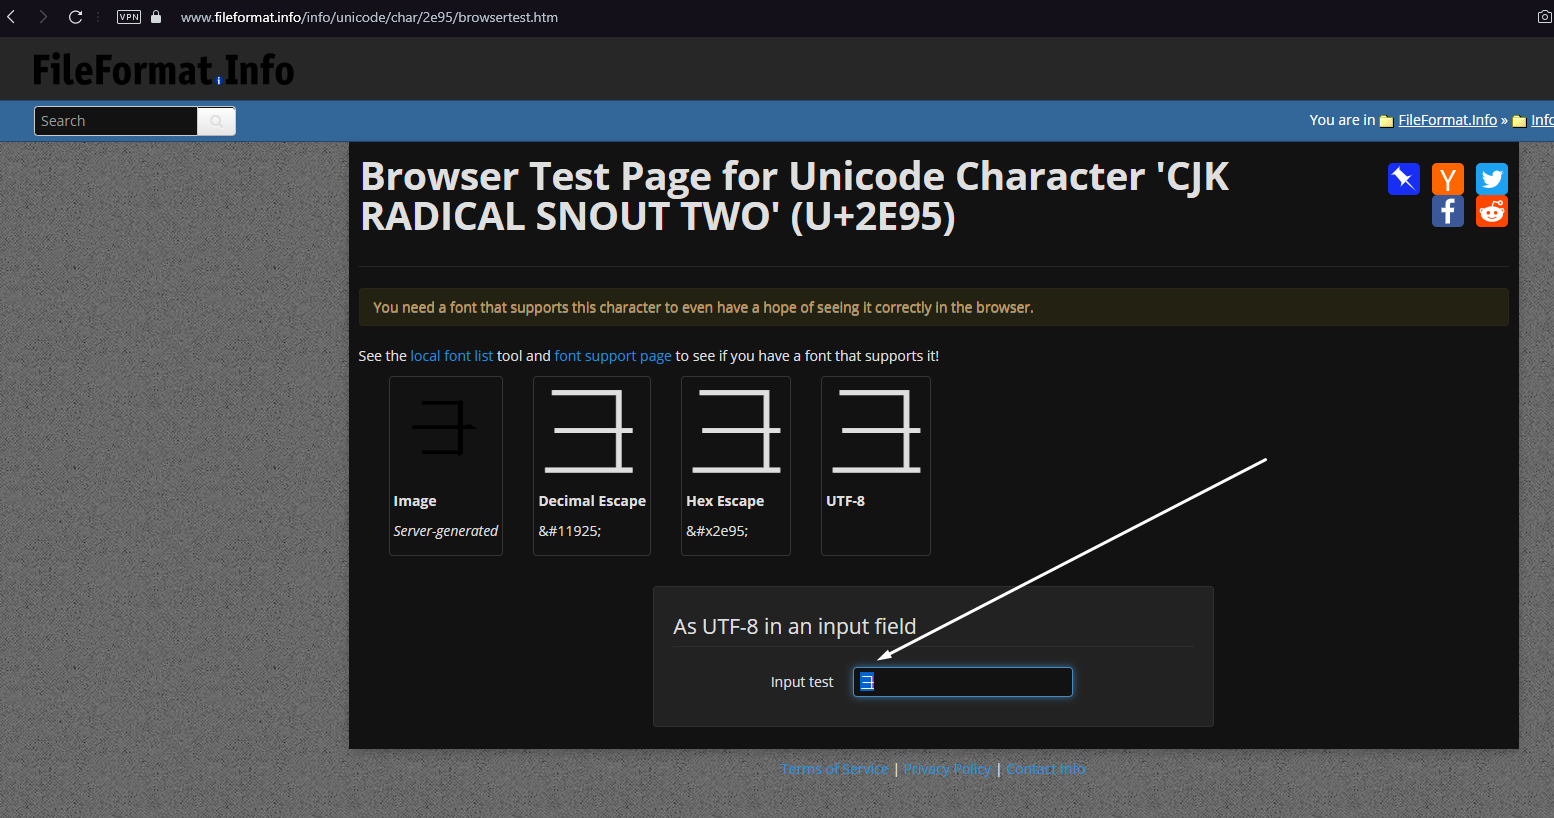 VPN www.fileformat.info/info/unicode/char/2e95/browsertest.htm
FileFormat.Info
Search
You are in FileFormat.Info » Info
Browser Test Page for Unicode Character 'CJK
RADICAL SNOUT TWO' (U+2E95)
You need a font that supports this character to even have a hope of seeing it correctly in the browser.
See the local font list tool and font support page to see if you have a font that supports it!
⺕ ⺕ ⺕ ⺕
Image Decimal Escape Hex Escape UTF-8
Server-generated &#11925; &#x2e95;
As UTF-8 in an input field
Input test ⺕
Terms of Service | Privacy Policy | Contact Info